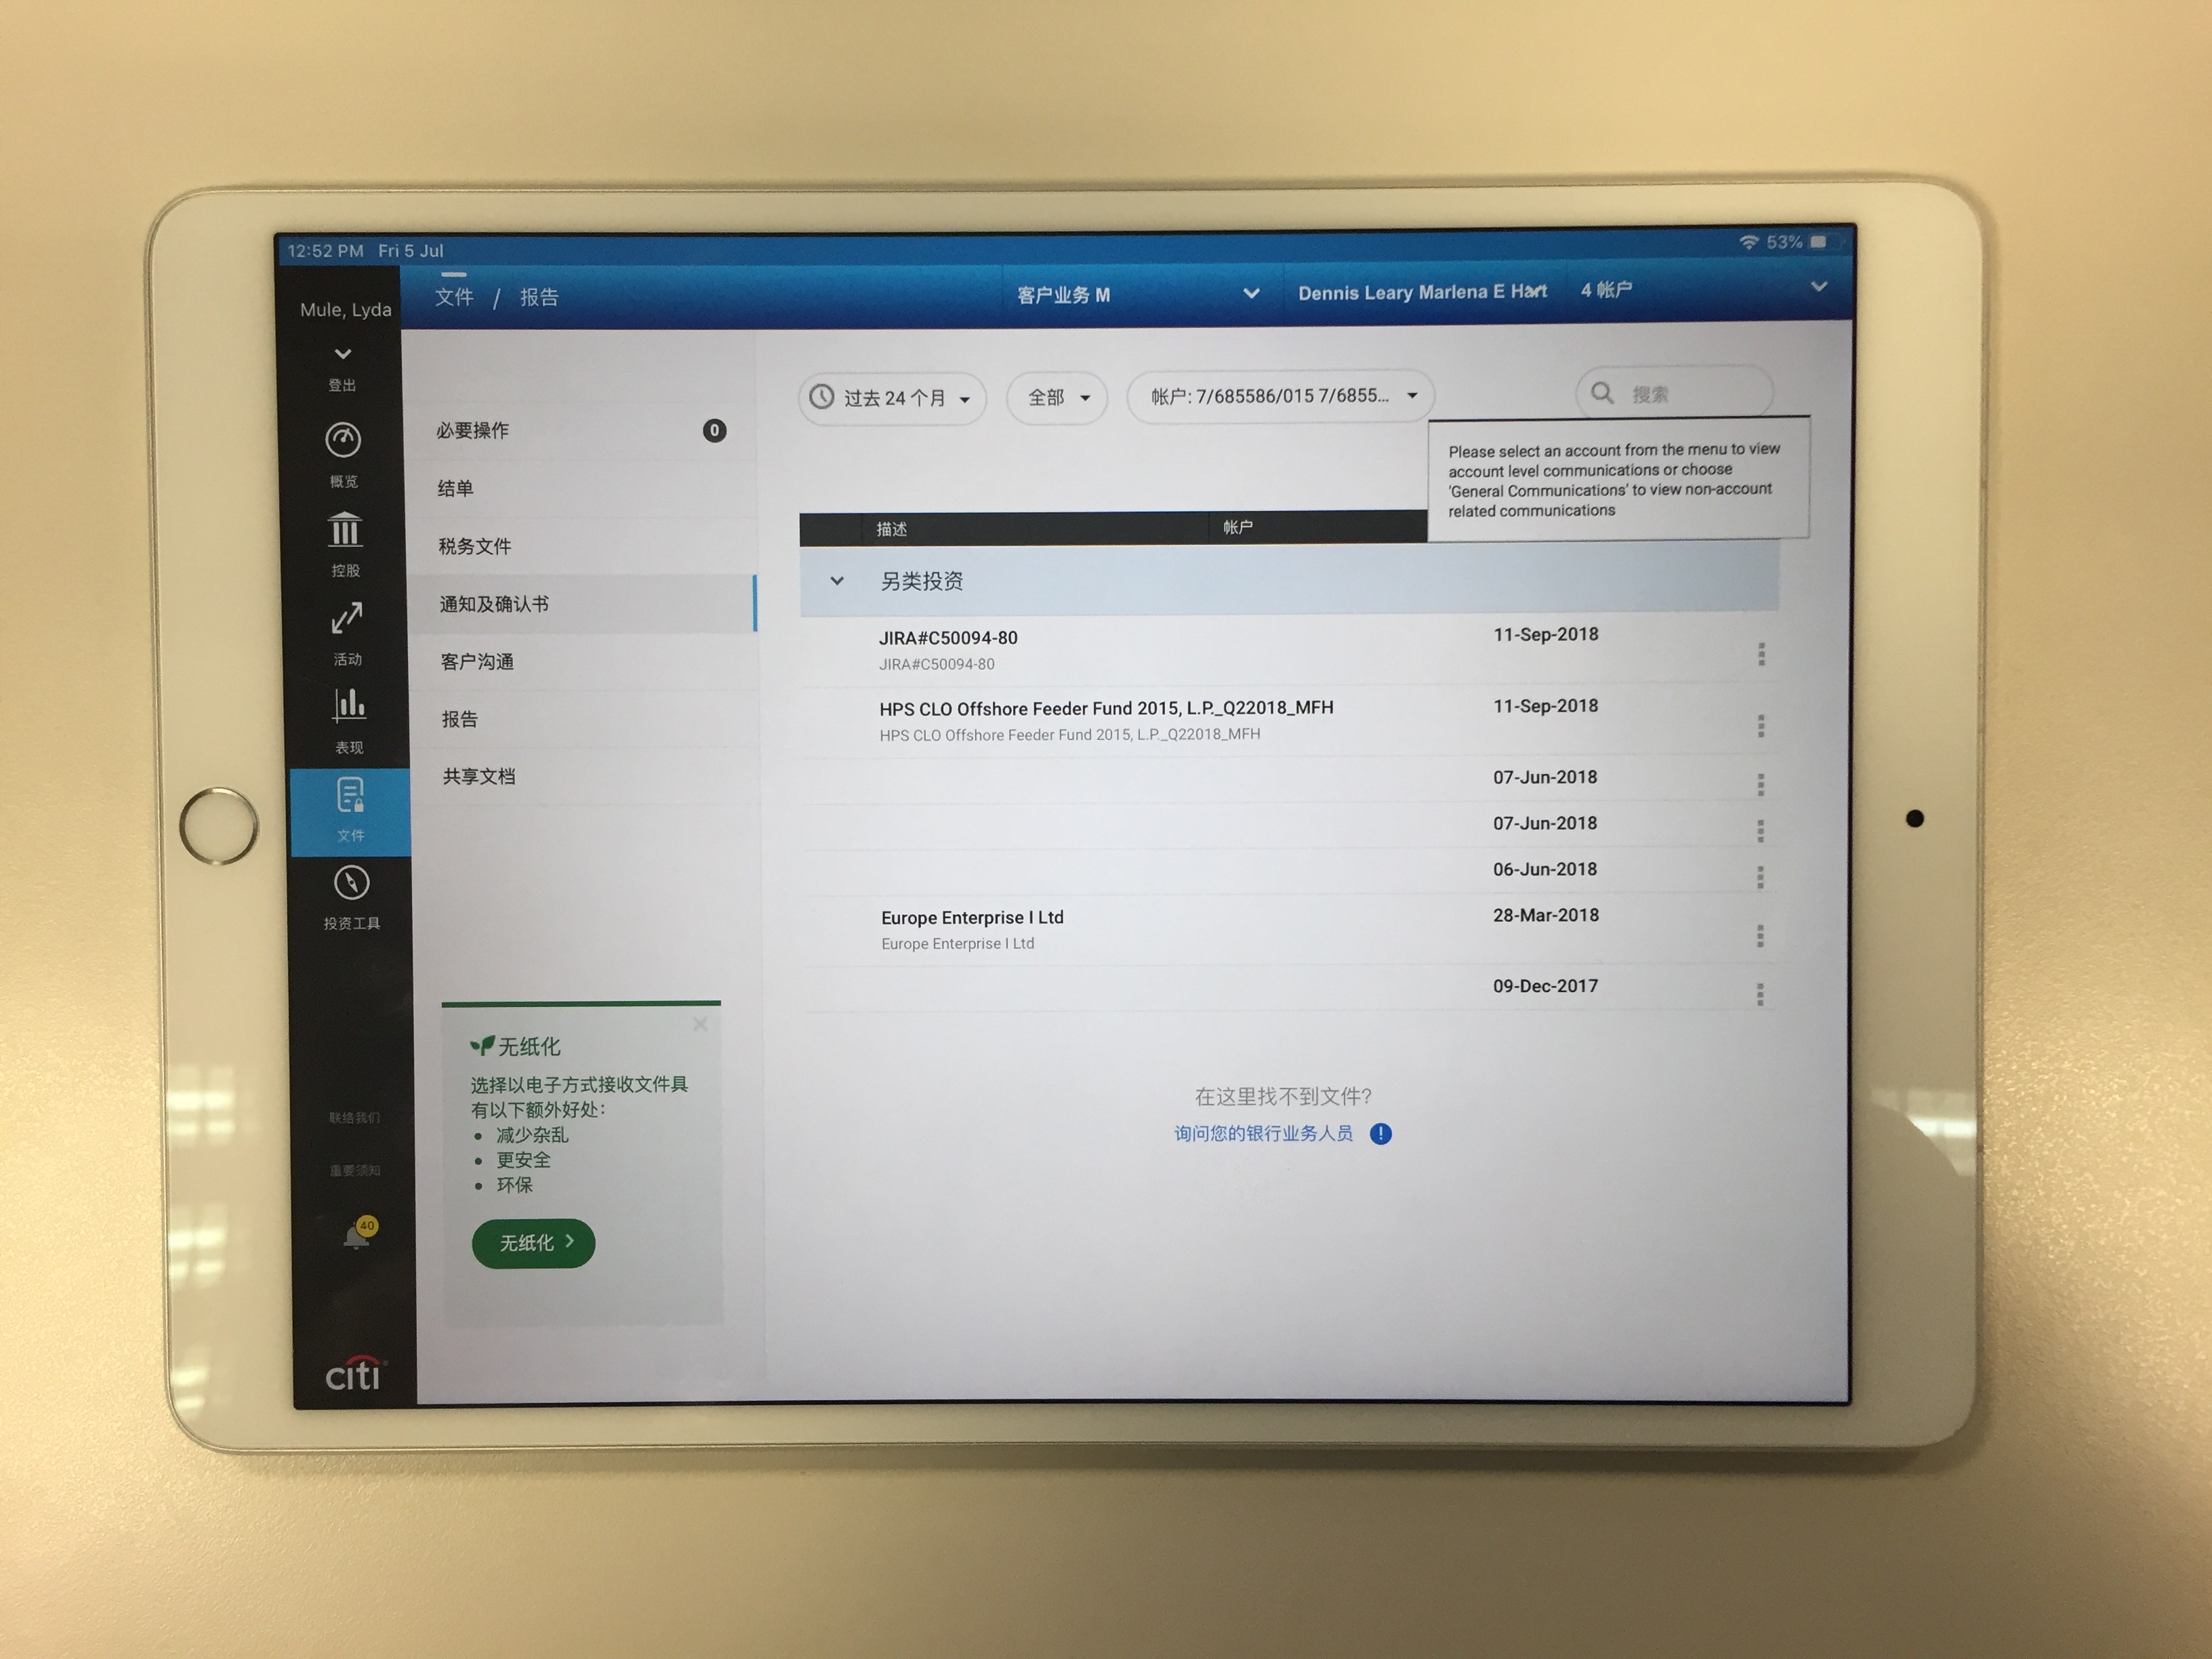 12:52 PM Fri 5 Jul
53%
Mule, Lyda
文件 / 报告
客户业务 M
Dennis Leary Marlena E Hart
4 帐户
登出
概览
控股
活动
表现
文件
投资工具
联络我们
重要须知
40
citi
必要操作
0
结单
税务文件
通知及确认书
客户沟通
报告
共享文档
无纸化
选择以电子方式接收文件具
有以下额外好处：
• 减少杂乱
• 更安全
• 环保
无纸化
过去 24 个月
全部
帐户: 7/685586/015 7/6855...
搜索
Please select an account from the menu to view
account level communications or choose
'General Communications' to view non-account
related communications
描述
帐户
另类投资
JIRA#C50094-80
11-Sep-2018
JIRA#C50094-80
HPS CLO Offshore Feeder Fund 2015, L.P._Q22018_MFH
11-Sep-2018
HPS CLO Offshore Feeder Fund 2015, L.P._Q22018_MFH
07-Jun-2018
07-Jun-2018
06-Jun-2018
Europe Enterprise I Ltd
28-Mar-2018
Europe Enterprise I Ltd
09-Dec-2017
在这里找不到文件?
询问您的银行业务人员